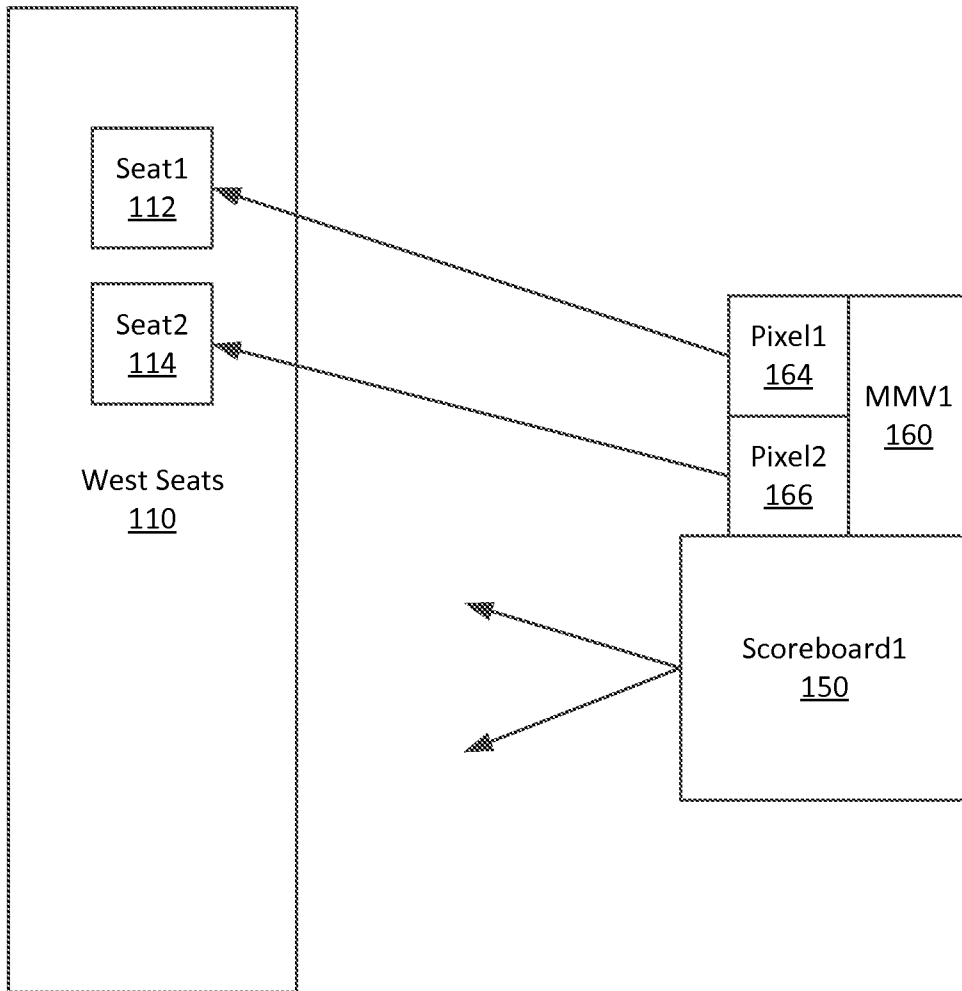 Seat1
112
Seat2
114
West Seats
110
Pixel1
164
Pixel2
166
MMV1
160
Scoreboard1
150